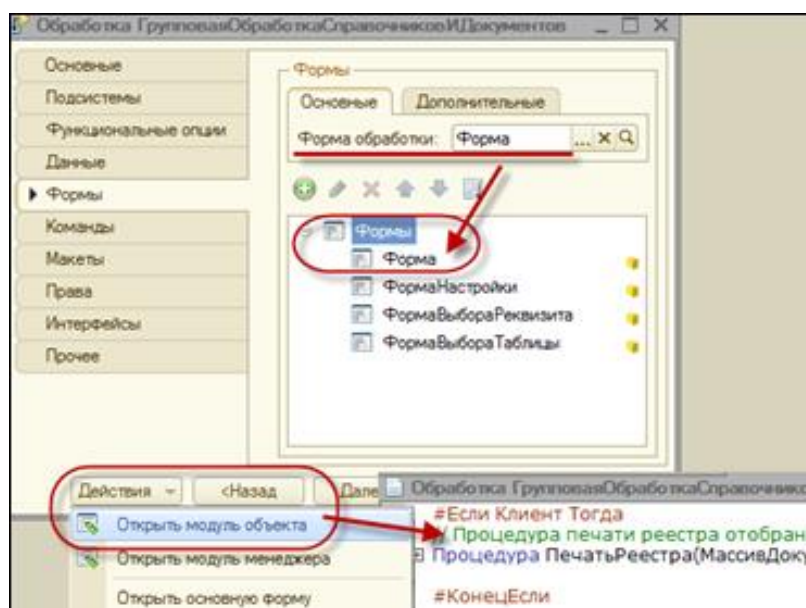 Обработка ГрупповаяОбработкаСправочниковИДокументов
Основные
Подсистемы
Функциональные опции
Данные
Формы
Команды
Макеты
Права
Интерфейсы
Прочее
Формы
Основные
Дополнительные
Форма обработки:
Форма
...
Формы
Форма
ФормаНастройки
ФормаВыбораРеквизита
ФормаВыбораТаблицы
Действия
<Назад
Дале
Открыть модуль объекта
Открыть модуль менеджера
Открыть основную форму
Обработка ГрупповаяОбработкаСправочникo
#Если Клиент Тогда
// Процедура печати реестра отобран
Процедура ПечатьРеестра(МассивДоку
#КонецЕсли